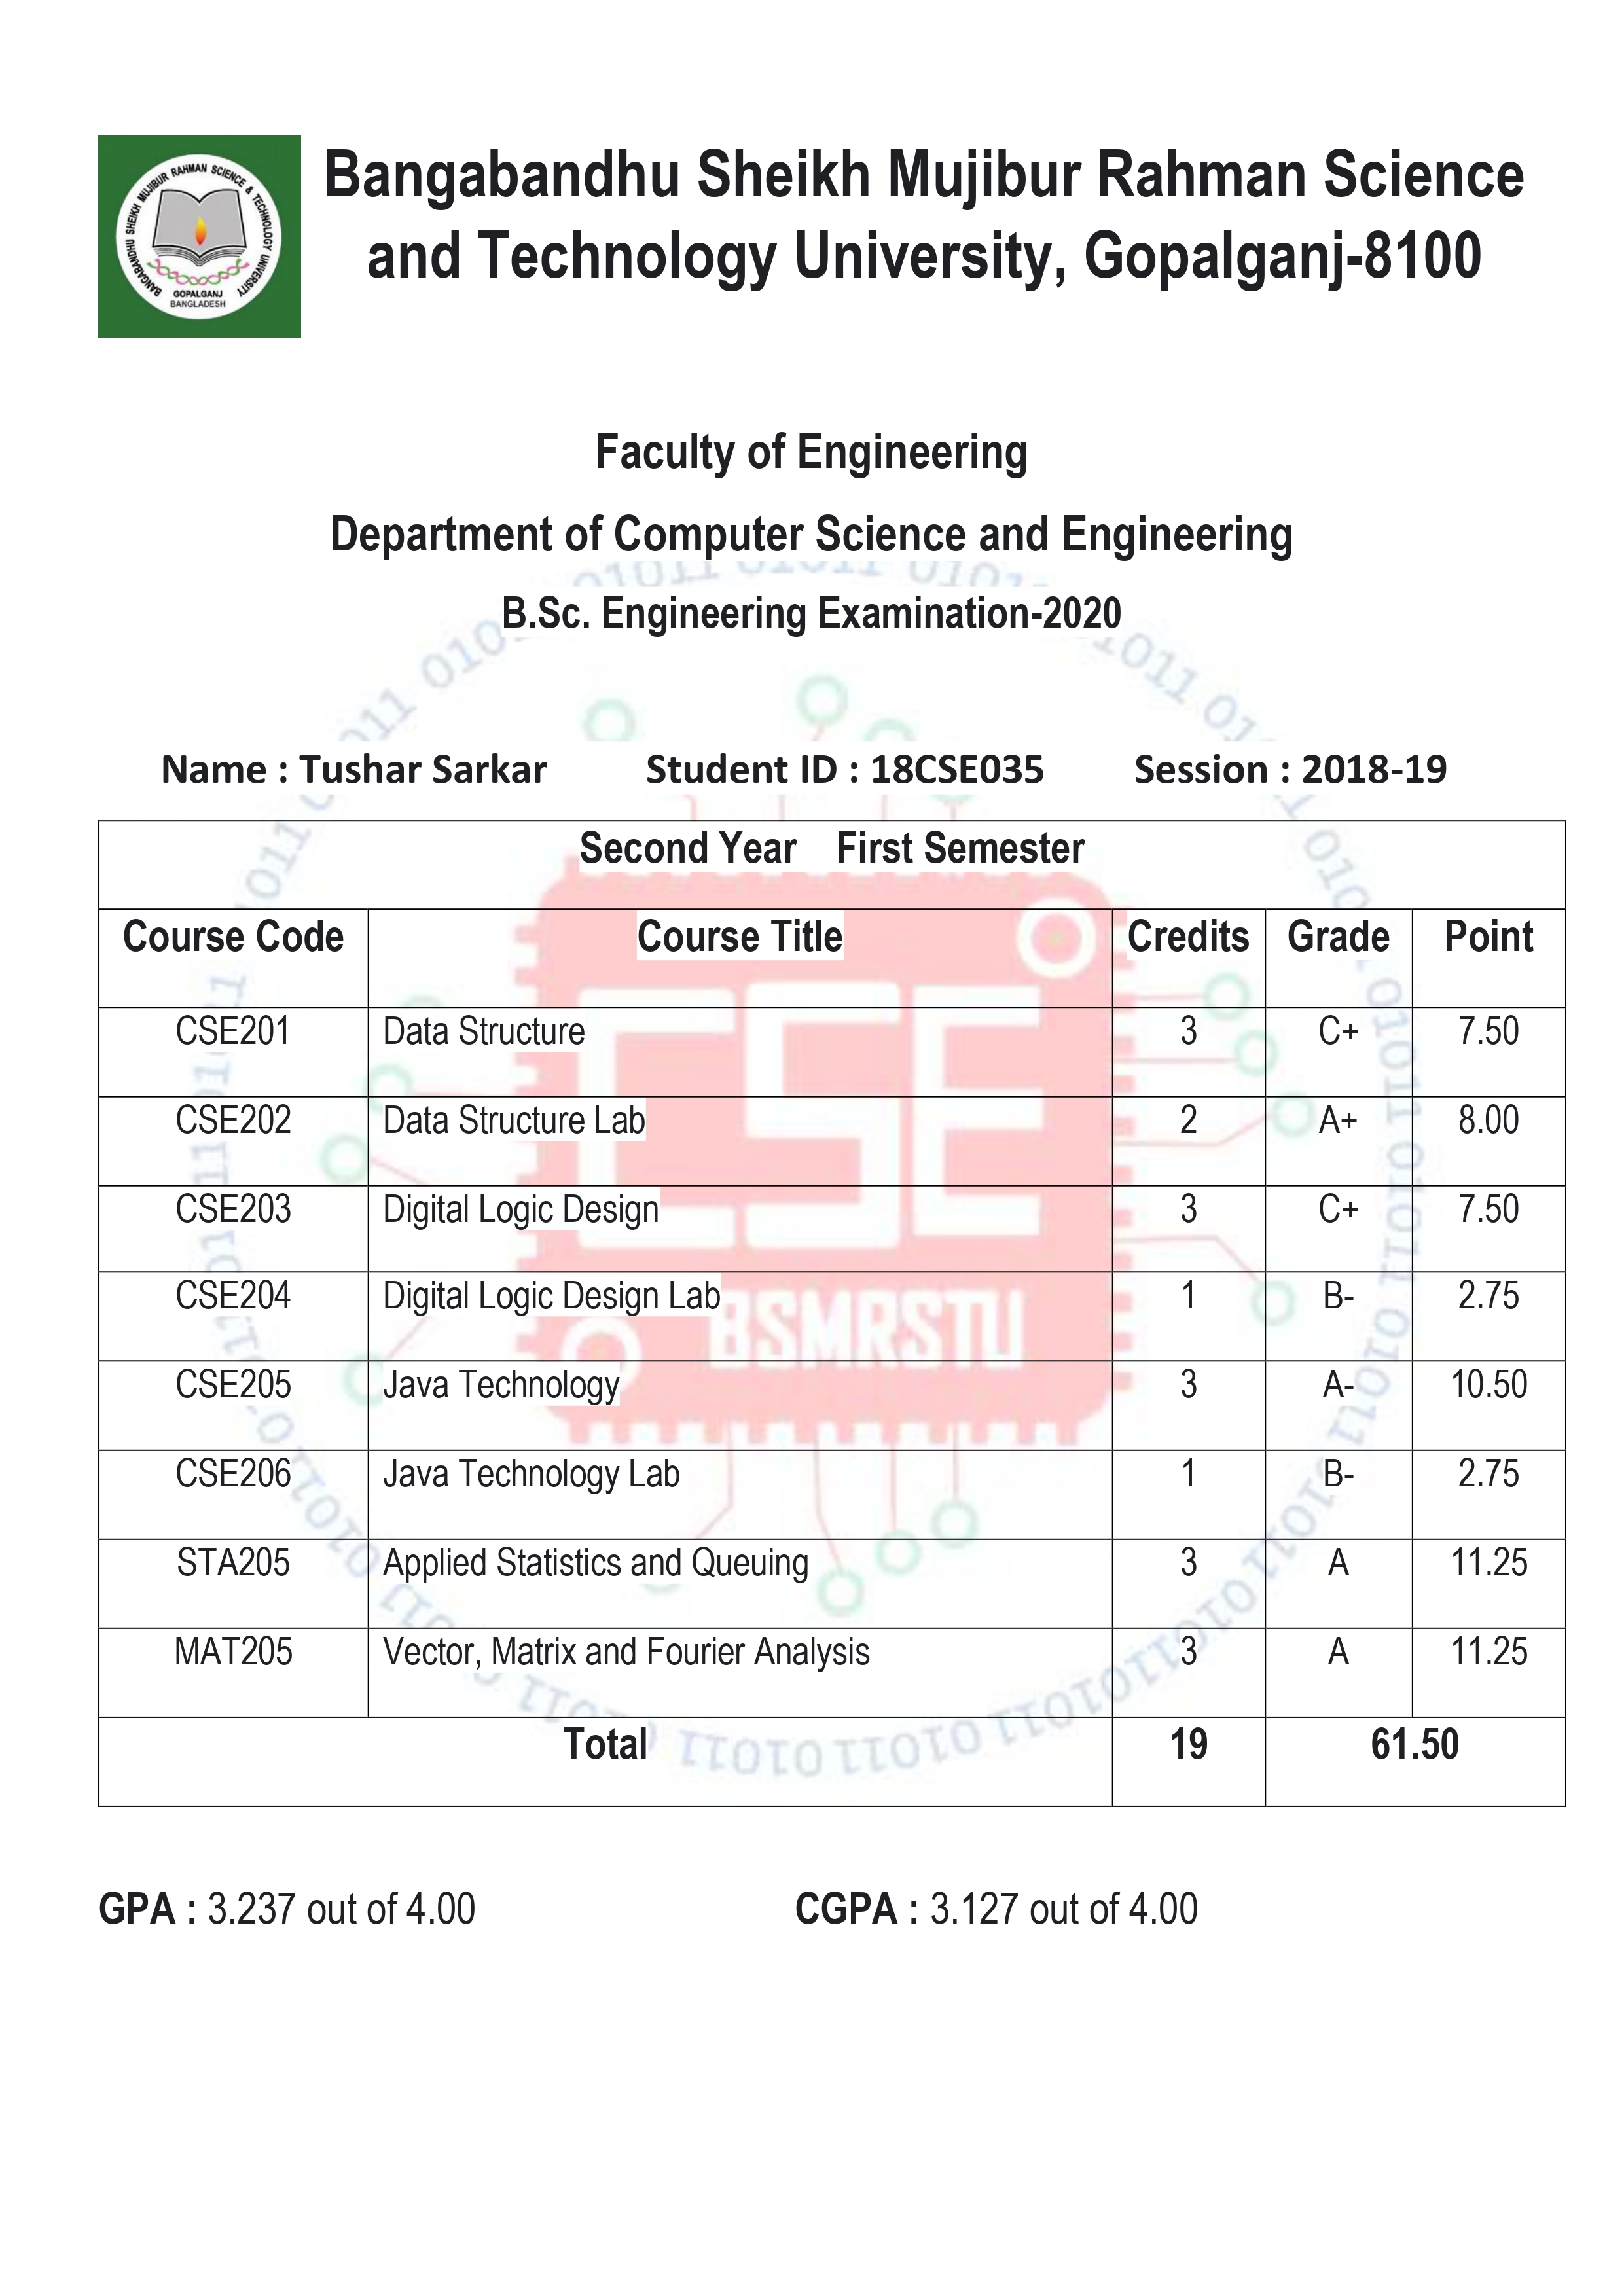 BANGABANDHU SHEIKH MUJIBUR RAHMAN SCIENCE & TECHNOLOGY UNIVERSITY
GOPALGANJ
BANGLADESH
Bangabandhu Sheikh Mujibur Rahman Science
and Technology University, Gopalganj-8100
Faculty of Engineering
Department of Computer Science and Engineering
B.Sc. Engineering Examination-2020
Name : Tushar Sarkar Student ID : 18CSE035 Session : 2018-19
Second Year First Semester
Course Code Course Title Credits Grade Point
CSE201 Data Structure 3 C+ 7.50
CSE202 Data Structure Lab 2 A+ 8.00
CSE203 Digital Logic Design 3 C+ 7.50
CSE204 Digital Logic Design Lab 1 B- 2.75
CSE205 Java Technology 3 A- 10.50
CSE206 Java Technology Lab 1 B- 2.75
STA205 Applied Statistics and Queuing 3 A 11.25
MAT205 Vector, Matrix and Fourier Analysis 3 A 11.25
Total 19 61.50
GPA : 3.237 out of 4.00 CGPA : 3.127 out of 4.00
CSE
BSMRSTU